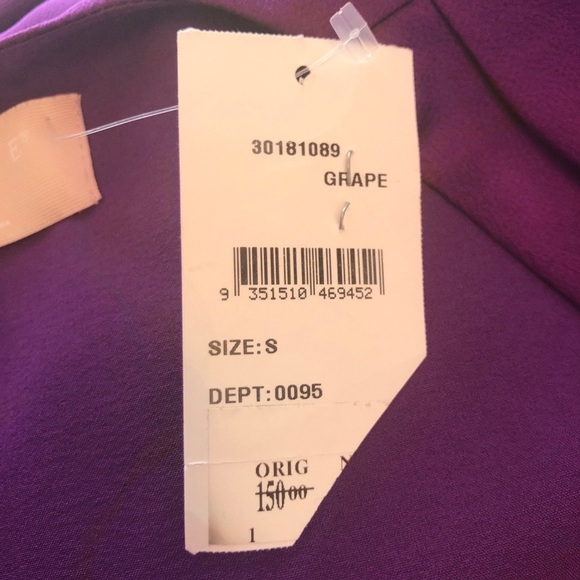 30181089
GRAPE
9 351510 469452
SIZE:S
DEPT:0095
ORIG N
150 00
1